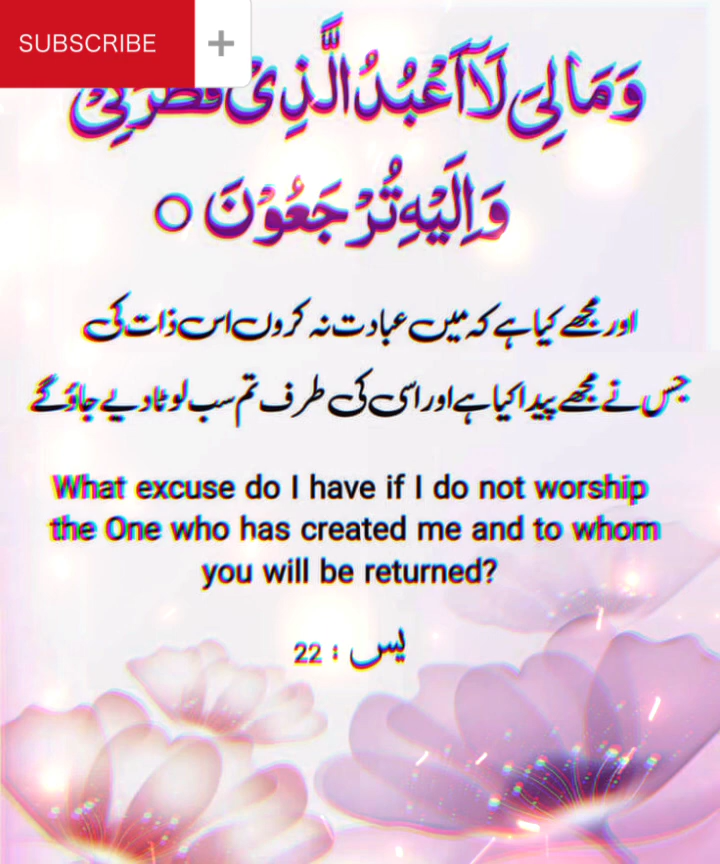 SUBSCRIBE +
وَمَا لِیَ لَاۤ اَعْبُدُ الَّذِیْ فَطَرَنِیْ
وَاِلَیْهِ تُرْجَعُوْنَ ○
اور مجھے کیا ہے کہ میں عبادت نہ کروں اس ذات کی
جس نے مجھے پیدا کیا ہے اور اسی کی طرف تم سب لوٹا دیے جاؤ گے
What excuse do I have if I do not worship
the One who has created me and to whom
you will be returned?
یس : 22